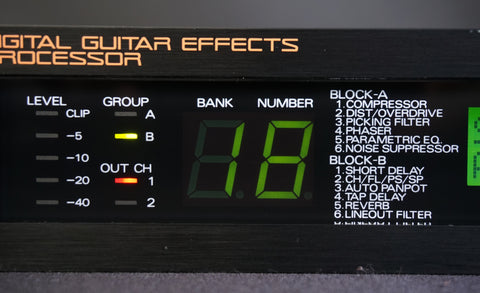 IGITAL GUITAR EFFECTS
ROCESSOR
LEVEL
CLIP
-5
-10
-20
-40
GROUP
A
B
OUT CH
1
2
BANK
NUMBER
18
BLOCK-A
1.COMPRESSOR
2.DIST/OVERDRIVE
3.PICKING FILTER
4.PHASER
5.PARAMETRIC EQ.
6.NOISE SUPPRESSOR
BLOCK-B
1.SHORT DELAY
2.CH/FL/PS/SP
3.AUTO PANPOT
4.TAP DELAY
5.REVERB
6.LINEOUT FILTER